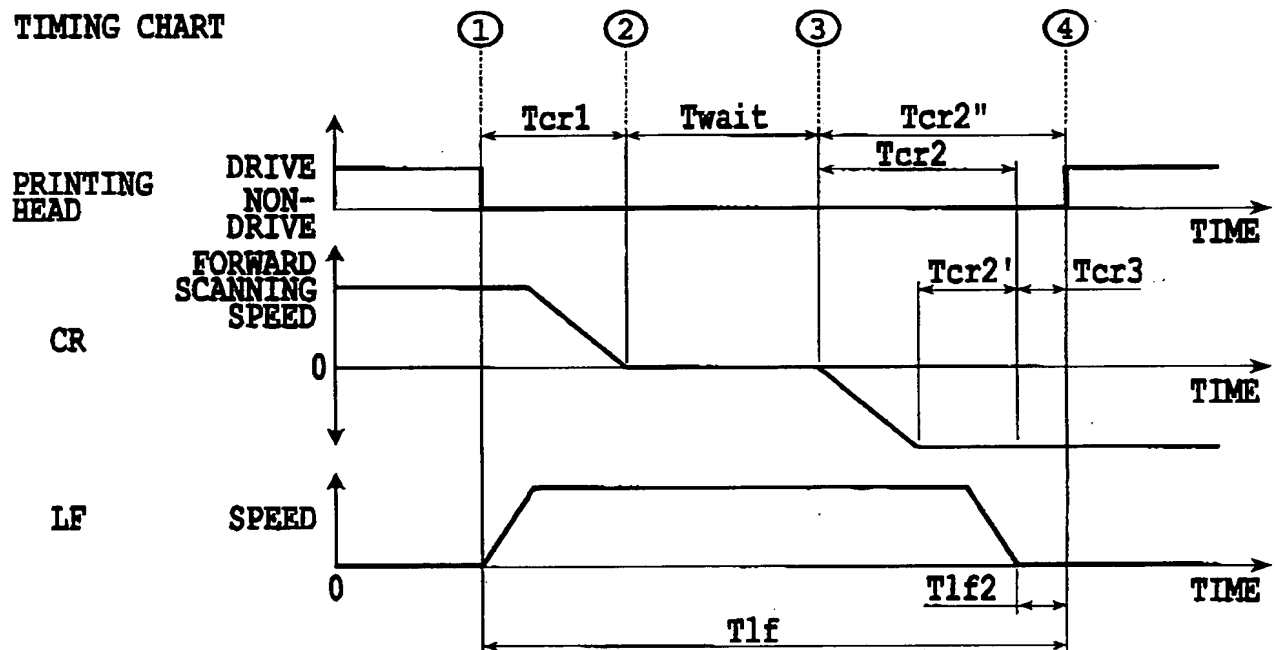 TIMING CHART
① ② ③ ④
Tcr1 Twait Tcr2"
Tcr2
PRINTING
HEAD
DRIVE
NON-
DRIVE
TIME
FORWARD
SCANNING
SPEED
Tcr2' Tcr3
CR
0
TIME
LF SPEED
0
Tlf2
TIME
Tlf